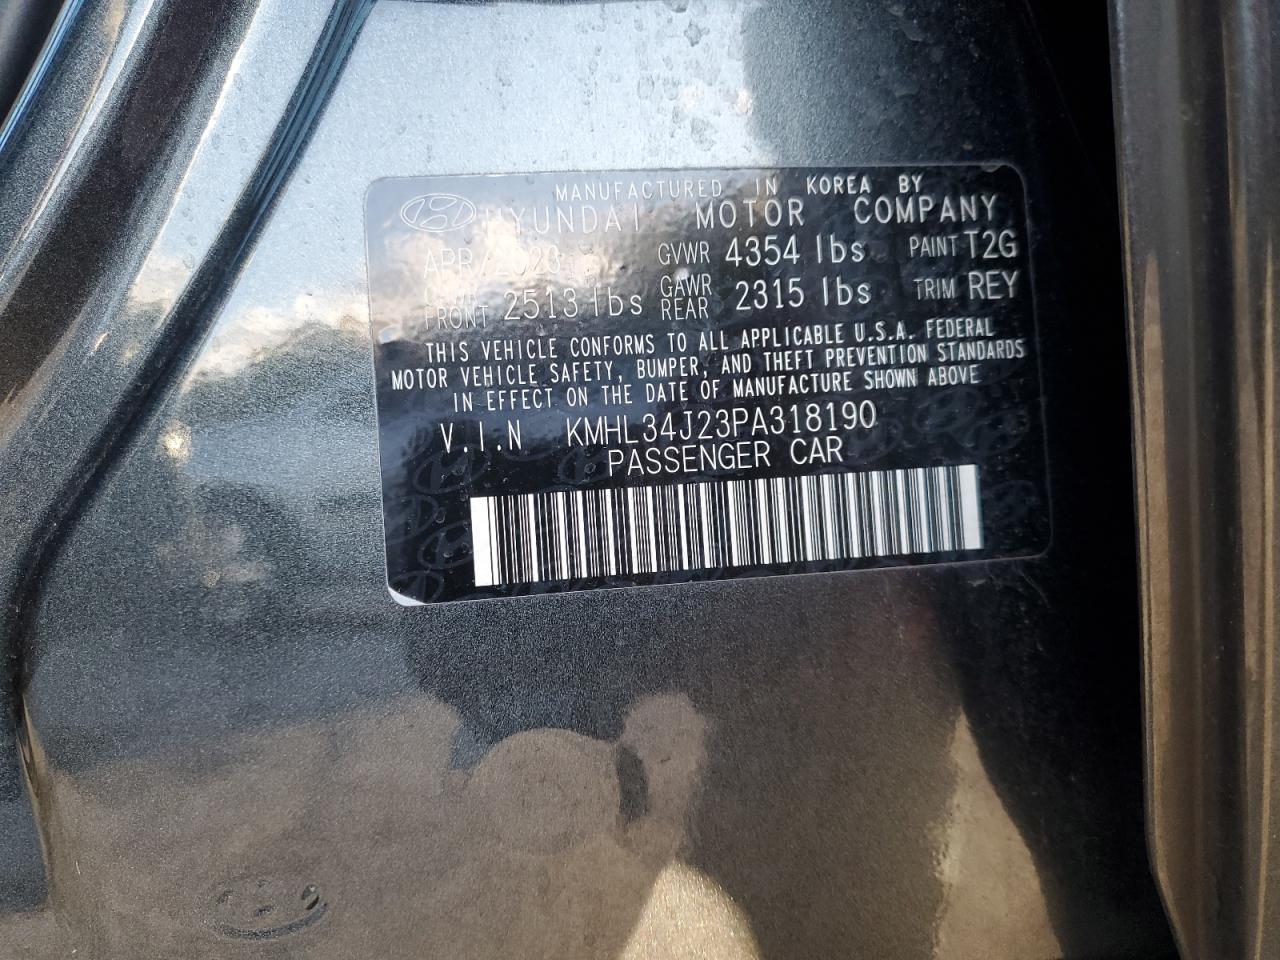 MANUFACTURED IN KOREA BY
HYUNDAI MOTOR COMPANY
APR/2023 GVWR 4354 lbs PAINT T2G
FRONT 2513 lbs GAWR REAR 2315 lbs TRIM REY
THIS VEHICLE CONFORMS TO ALL APPLICABLE U.S.A. FEDERAL
MOTOR VEHICLE SAFETY, BUMPER, AND THEFT PREVENTION STANDARDS
IN EFFECT ON THE DATE OF MANUFACTURE SHOWN ABOVE
V.I.N KMHL34J23PA318190
PASSENGER CAR